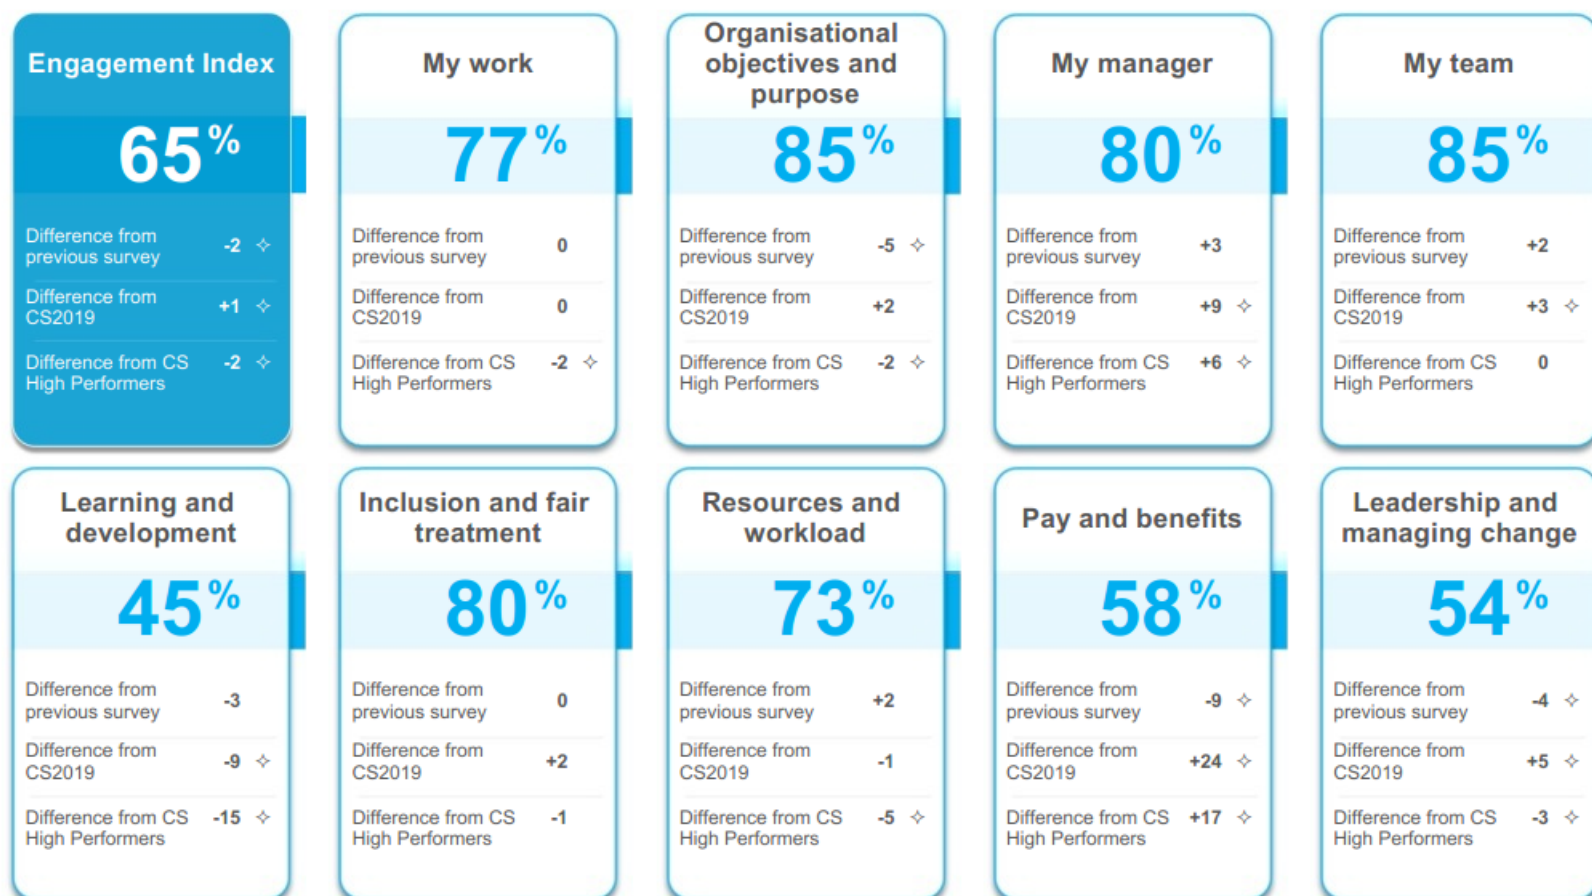 Engagement Index
65%
Difference from
previous survey -2 ✧
Difference from
CS2019 +1 ✧
Difference from CS
High Performers -2 ✧
My work
77%
Difference from
previous survey 0
Difference from
CS2019 0
Difference from CS
High Performers -2 ✧
Organisational
objectives and
purpose
85%
Difference from
previous survey -5 ✧
Difference from
CS2019 +2
Difference from CS
High Performers -2 ✧
My manager
80%
Difference from
previous survey +3
Difference from
CS2019 +9 ✧
Difference from CS
High Performers +6 ✧
My team
85%
Difference from
previous survey +2
Difference from
CS2019 +3 ✧
Difference from CS
High Performers 0
Learning and
development
45%
Difference from
previous survey -3
Difference from
CS2019 -9 ✧
Difference from CS
High Performers -15 ✧
Inclusion and fair
treatment
80%
Difference from
previous survey 0
Difference from
CS2019 +2
Difference from CS
High Performers -1
Resources and
workload
73%
Difference from
previous survey +2
Difference from
CS2019 -1
Difference from CS
High Performers -5 ✧
Pay and benefits
58%
Difference from
previous survey -9 ✧
Difference from
CS2019 +24 ✧
Difference from CS
High Performers +17 ✧
Leadership and
managing change
54%
Difference from
previous survey -4 ✧
Difference from
CS2019 +5 ✧
Difference from CS
High Performers -3 ✧